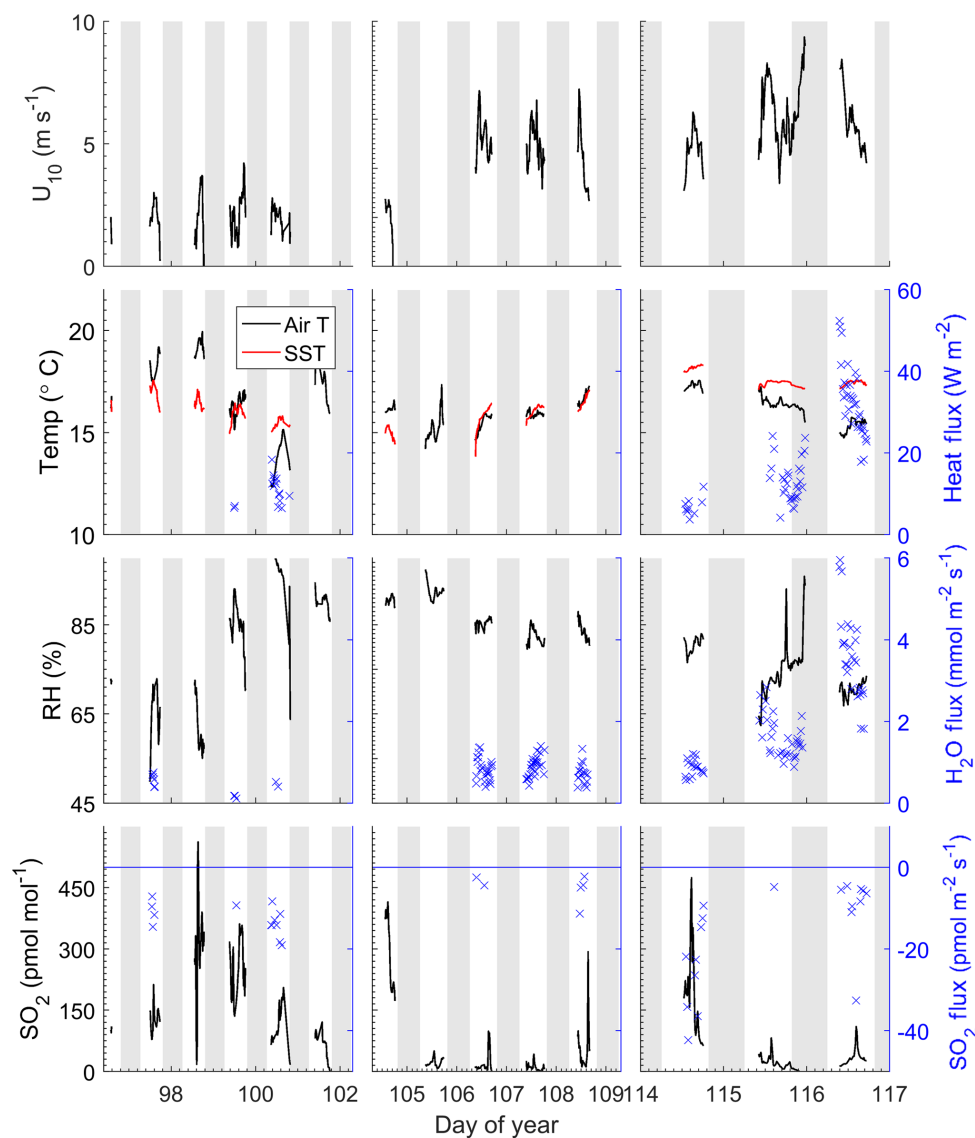 10
5
0
U10 (m s-1)
20
15
10
Temp (° C)
Air T
SST
60
40
20
0
Heat flux (W m-2)
85
65
45
RH (%)
6
4
2
0
H2O flux (mmol m-2 s-1)
450
300
150
0
SO2 (pmol mol-1)
0
-20
-40
SO2 flux (pmol m-2 s-1)
98 100 102 105 106 107 108 109 114 115 116 117
Day of year